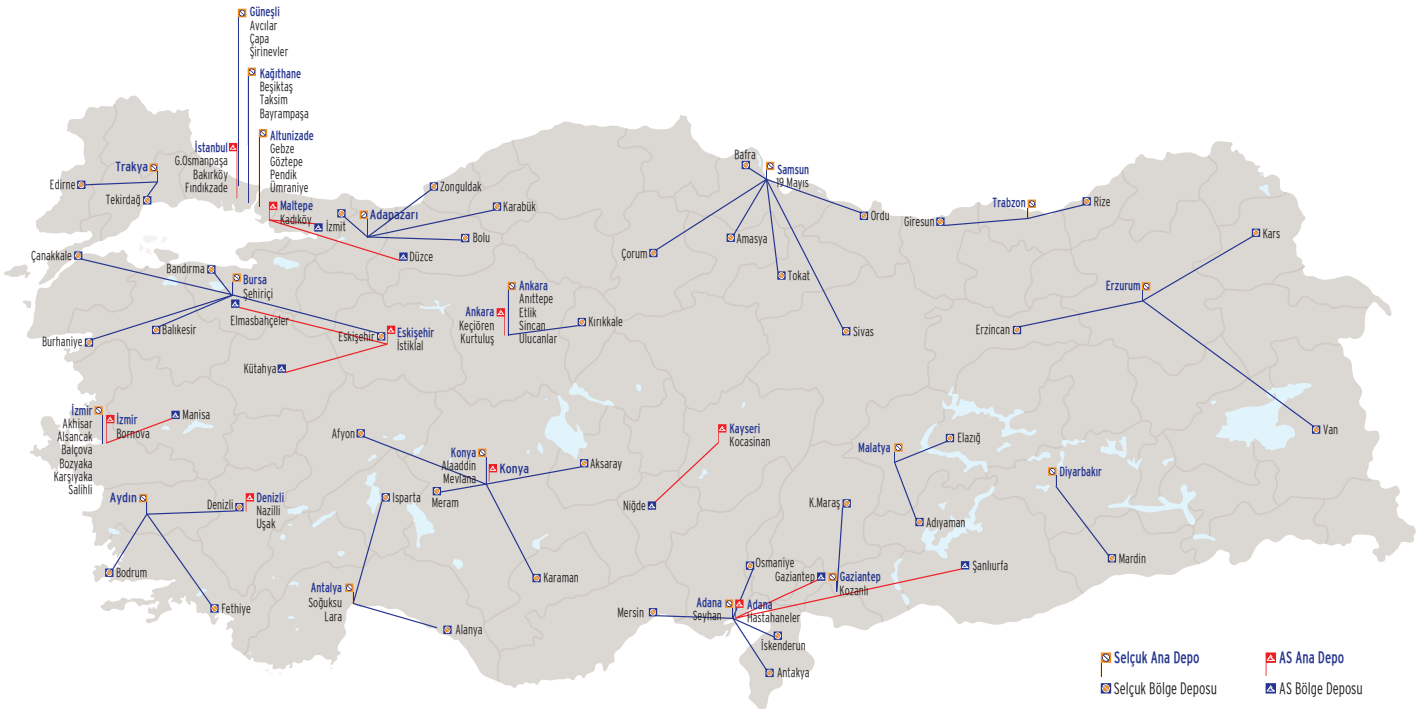 Güneşli
Avcılar
Çapa
Şirinevler
Kağıthane
Beşiktaş
Taksim
Bayrampaşa
Altunizade
Gebze
Göztepe
Pendik
Ümraniye
İstanbul
G.Osmanpaşa
Bakırköy
Fındıkzade
Trakya
Edirne
Tekirdağ
Maltepe
Kadıköy
İzmit
Adapazarı
Zonguldak
Karabük
Bolu
Düzce
Bafra
Samsun
19 Mayıs
Ordu
Çorum
Amasya
Tokat
Sivas
Trabzon
Giresun
Rize
Kars
Erzurum
Erzincan
Van
Çanakkale
Bandırma
Bursa
Şehiriçi
Elmasbahçeler
Balıkesir
Burhaniye
Eskişehir
Eskişehir
İstiklal
Kütahya
Ankara
Anıttepe
Etlik
Sincan
Ulucanlar
Ankara
Keçiören
Kurtuluş
Kırıkkale
İzmir
Akhisar
Alsancak
Balçova
Bozyaka
Karşıyaka
Salihli
İzmir
Bornova
Manisa
Afyon
Konya
Alaaddin
Mevlana
Konya
Meram
Aksaray
Karaman
Kayseri
Kocasinan
Niğde
Malatya
Elazığ
Adıyaman
Diyarbakır
Mardin
Aydın
Denizli
Denizli
Nazilli
Uşak
Bodrum
Fethiye
Isparta
Antalya
Soğuksu
Lara
Alanya
K.Maraş
Osmaniye
Gaziantep
Gaziantep
Kozanlı
Şanlıurfa
Mersin
Adana
Seyhan
Adana
Hastahaneler
İskenderun
Antakya
Selçuk Ana Depo
Selçuk Bölge Deposu
AS Ana Depo
AS Bölge Deposu